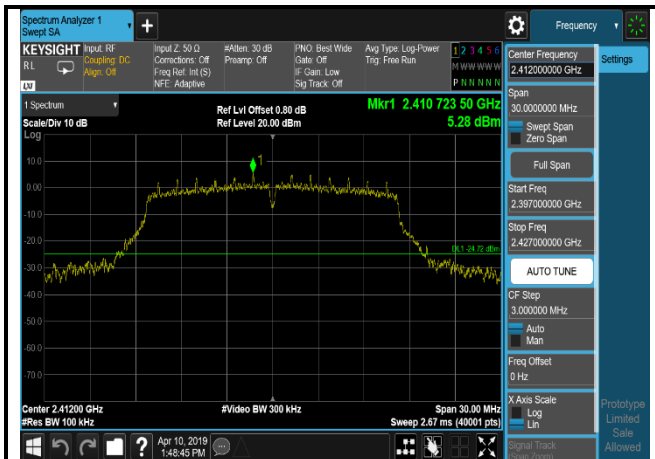 Spectrum Analyzer 1
Swept SA
+
Frequency
KEYSIGHT
RL
LXI
Input: RF
Coupling: DC
Align: Off
Input Z: 50 Ω
Corrections: Off
Freq Ref: Int (S)
NFE: Adaptive
#Atten: 30 dB
Preamp: Off
PNO: Best Wide
Gate: Off
IF Gain: Low
Sig Track: Off
Avg Type: Log-Power
Trig: Free Run
1 2 3 4 5 6
M W W W W W
P N N N N N
1 Spectrum
Scale/Div 10 dB
Ref Lvl Offset 0.80 dB
Ref Level 20.00 dBm
Mkr1 2.410 723 50 GHz
5.28 dBm
Log
10.0
0.00
-10.0
-20.0
-30.0
-40.0
-50.0
-60.0
-70.0
1
DL1 -24.72 dBm
Center 2.41200 GHz
#Res BW 100 kHz
#Video BW 300 kHz
Span 30.00 MHz
Sweep 2.67 ms (40001 pts)
?
Apr 10, 2019
1:48:45 PM
Center Frequency
2.412000000 GHz
Span
30.0000000 MHz
Swept Span
Zero Span
Full Span
Start Freq
2.397000000 GHz
Stop Freq
2.427000000 GHz
AUTO TUNE
CF Step
3.000000 MHz
Auto
Man
Freq Offset
0 Hz
X Axis Scale
Log
Lin
Signal Track
(Span Zoom)
Settings
Prototype
Limited
Sale
Allowed